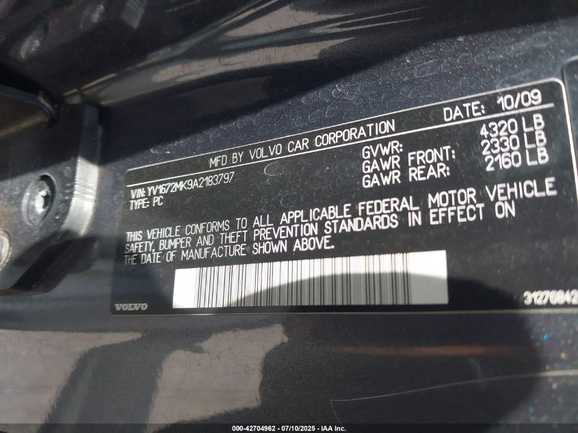 MFD BY VOLVO CAR CORPORATION DATE: 10/09
VIN: YV1672MK9A2183797
TYPE: PC
GVWR: 4320 LB
GAWR FRONT: 2330 LB
GAWR REAR: 2160 LB
THIS VEHICLE CONFORMS TO ALL APPLICABLE FEDERAL MOTOR VEHICLE
SAFETY, BUMPER AND THEFT PREVENTION STANDARDS IN EFFECT ON
THE DATE OF MANUFACTURE SHOWN ABOVE.
VOLVO
000-42704962 - 07/10/2025 - IAA Inc.